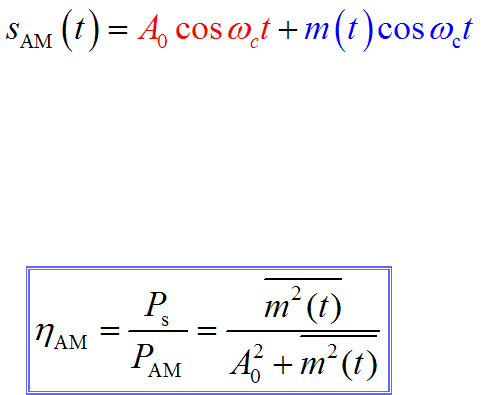 s_AM(t) = A_0 cos ω_c t + m(t) cos ω_c t
η_AM = P_s / P_AM = \overline{m^2(t)} / (A_0^2 + \overline{m^2(t)})